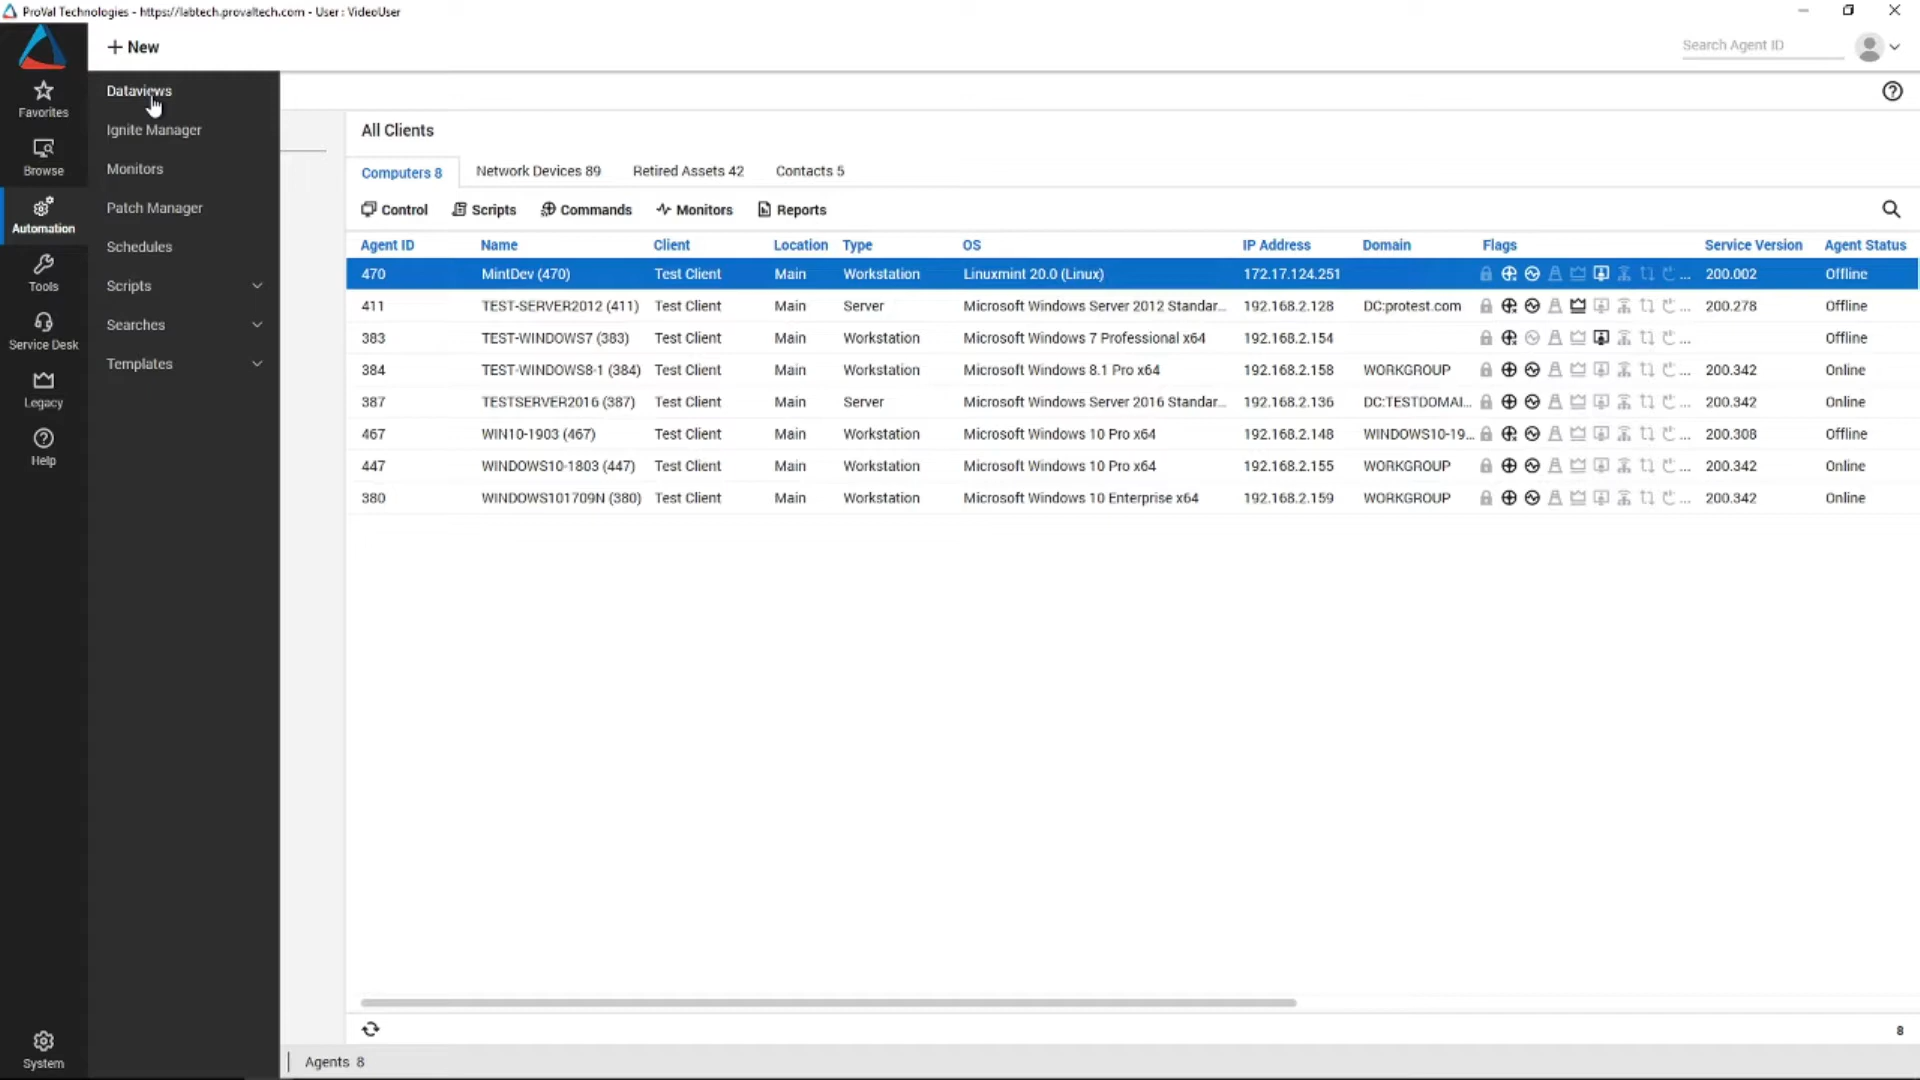 ProVal Technologies - https://labtech.provaltech.com - User: VideoUser
+ New
Search Agent ID
Favorites
Browse
Automation
Tools
Service Desk
Legacy
Help
System
Dataviews
Ignite Manager
Monitors
Patch Manager
Schedules
Scripts
Searches
Templates
All Clients
Computers 8 Network Devices 89 Retired Assets 42 Contacts 5
Control Scripts Commands Monitors Reports
Agent ID Name Client Location Type OS IP Address Domain Flags Service Version Agent Status
470 MintDev (470) Test Client Main Workstation Linuxmint 20.0 (Linux) 172.17.124.251 ... 200.002 Offline
411 TEST-SERVER2012 (411) Test Client Main Server Microsoft Windows Server 2012 Standar... 192.168.2.128 DC:protest.com ... 200.278 Offline
383 TEST-WINDOWS7 (383) Test Client Main Workstation Microsoft Windows 7 Professional x64 192.168.2.154 ... Offline
384 TEST-WINDOWS8-1 (384) Test Client Main Workstation Microsoft Windows 8.1 Pro x64 192.168.2.158 WORKGROUP ... 200.342 Online
387 TESTSERVER2016 (387) Test Client Main Server Microsoft Windows Server 2016 Standar... 192.168.2.136 DC:TESTDOMAI... ... 200.342 Online
467 WIN10-1903 (467) Test Client Main Workstation Microsoft Windows 10 Pro x64 192.168.2.148 WINDOWS10-19... ... 200.308 Offline
447 WINDOWS10-1803 (447) Test Client Main Workstation Microsoft Windows 10 Pro x64 192.168.2.155 WORKGROUP ... 200.342 Online
380 WINDOWS101709N (380) Test Client Main Workstation Microsoft Windows 10 Enterprise x64 192.168.2.159 WORKGROUP ... 200.342 Online
8
Agents 8